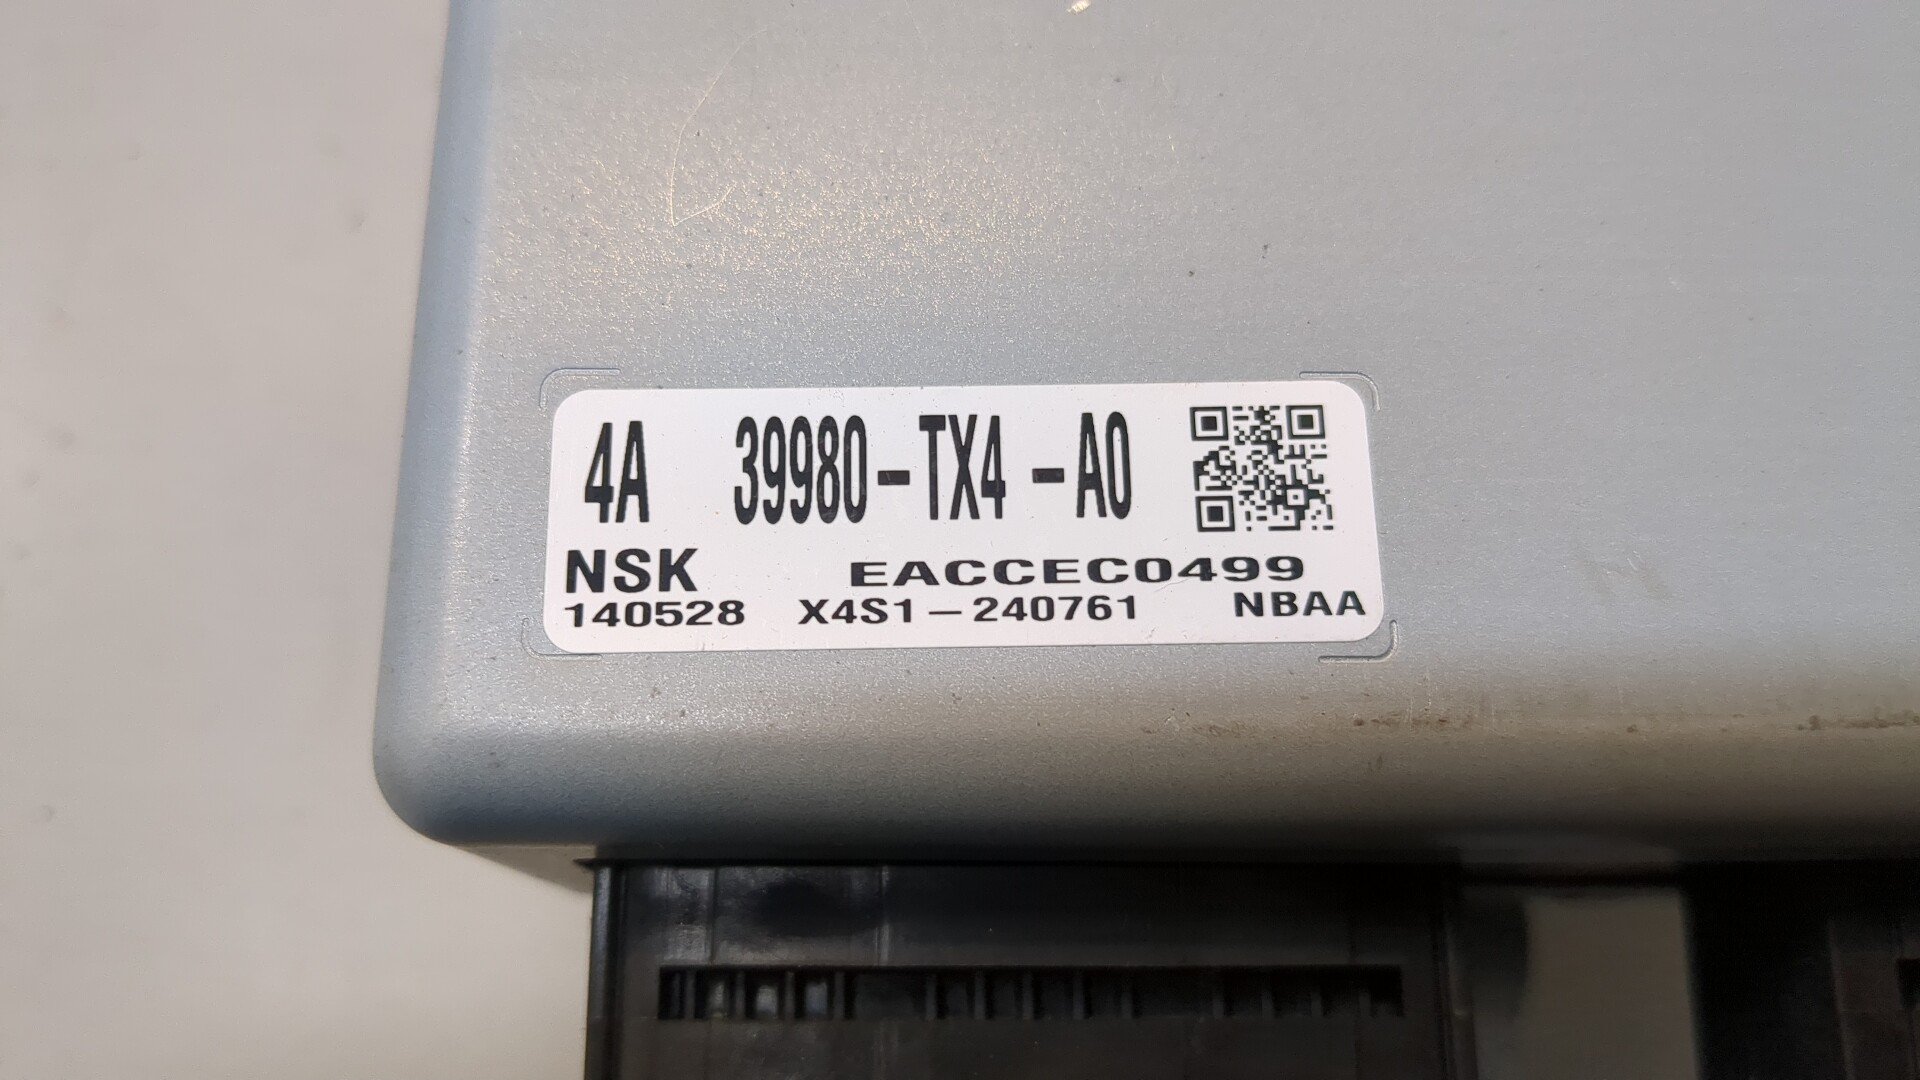 4A 39980-TX4-A0
NSK EACCEC0499
140528 X4S1-240761 NBAA